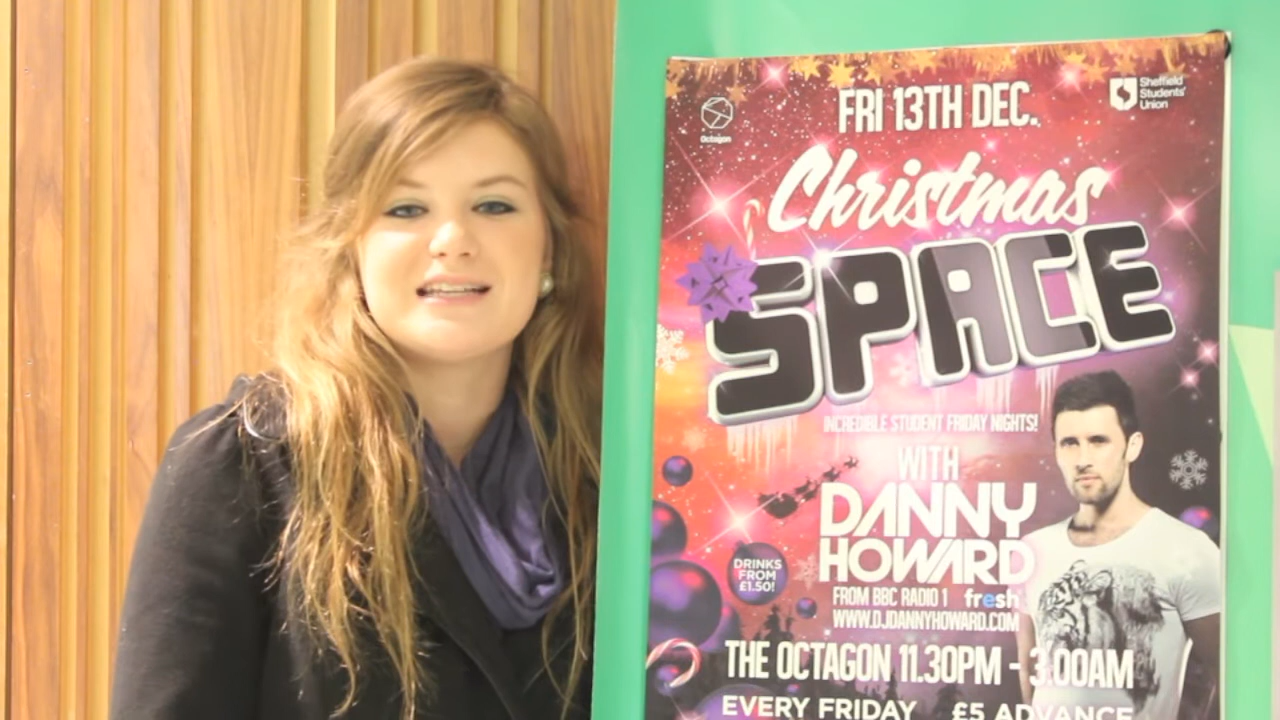 FRI 13TH DEC.
Octagon
Sheffield
Students'
Union
Christmas
SPACE
INCREDIBLE STUDENT FRIDAY NIGHTS!
WITH
DANNY
HOWARD
DRINKS
FROM
£1.50!
FROM BBC RADIO 1 fresh
WWW.DJDANNYHOWARD.COM
THE OCTAGON 11.30PM - 3.00AM
EVERY FRIDAY £5 ADVANCE